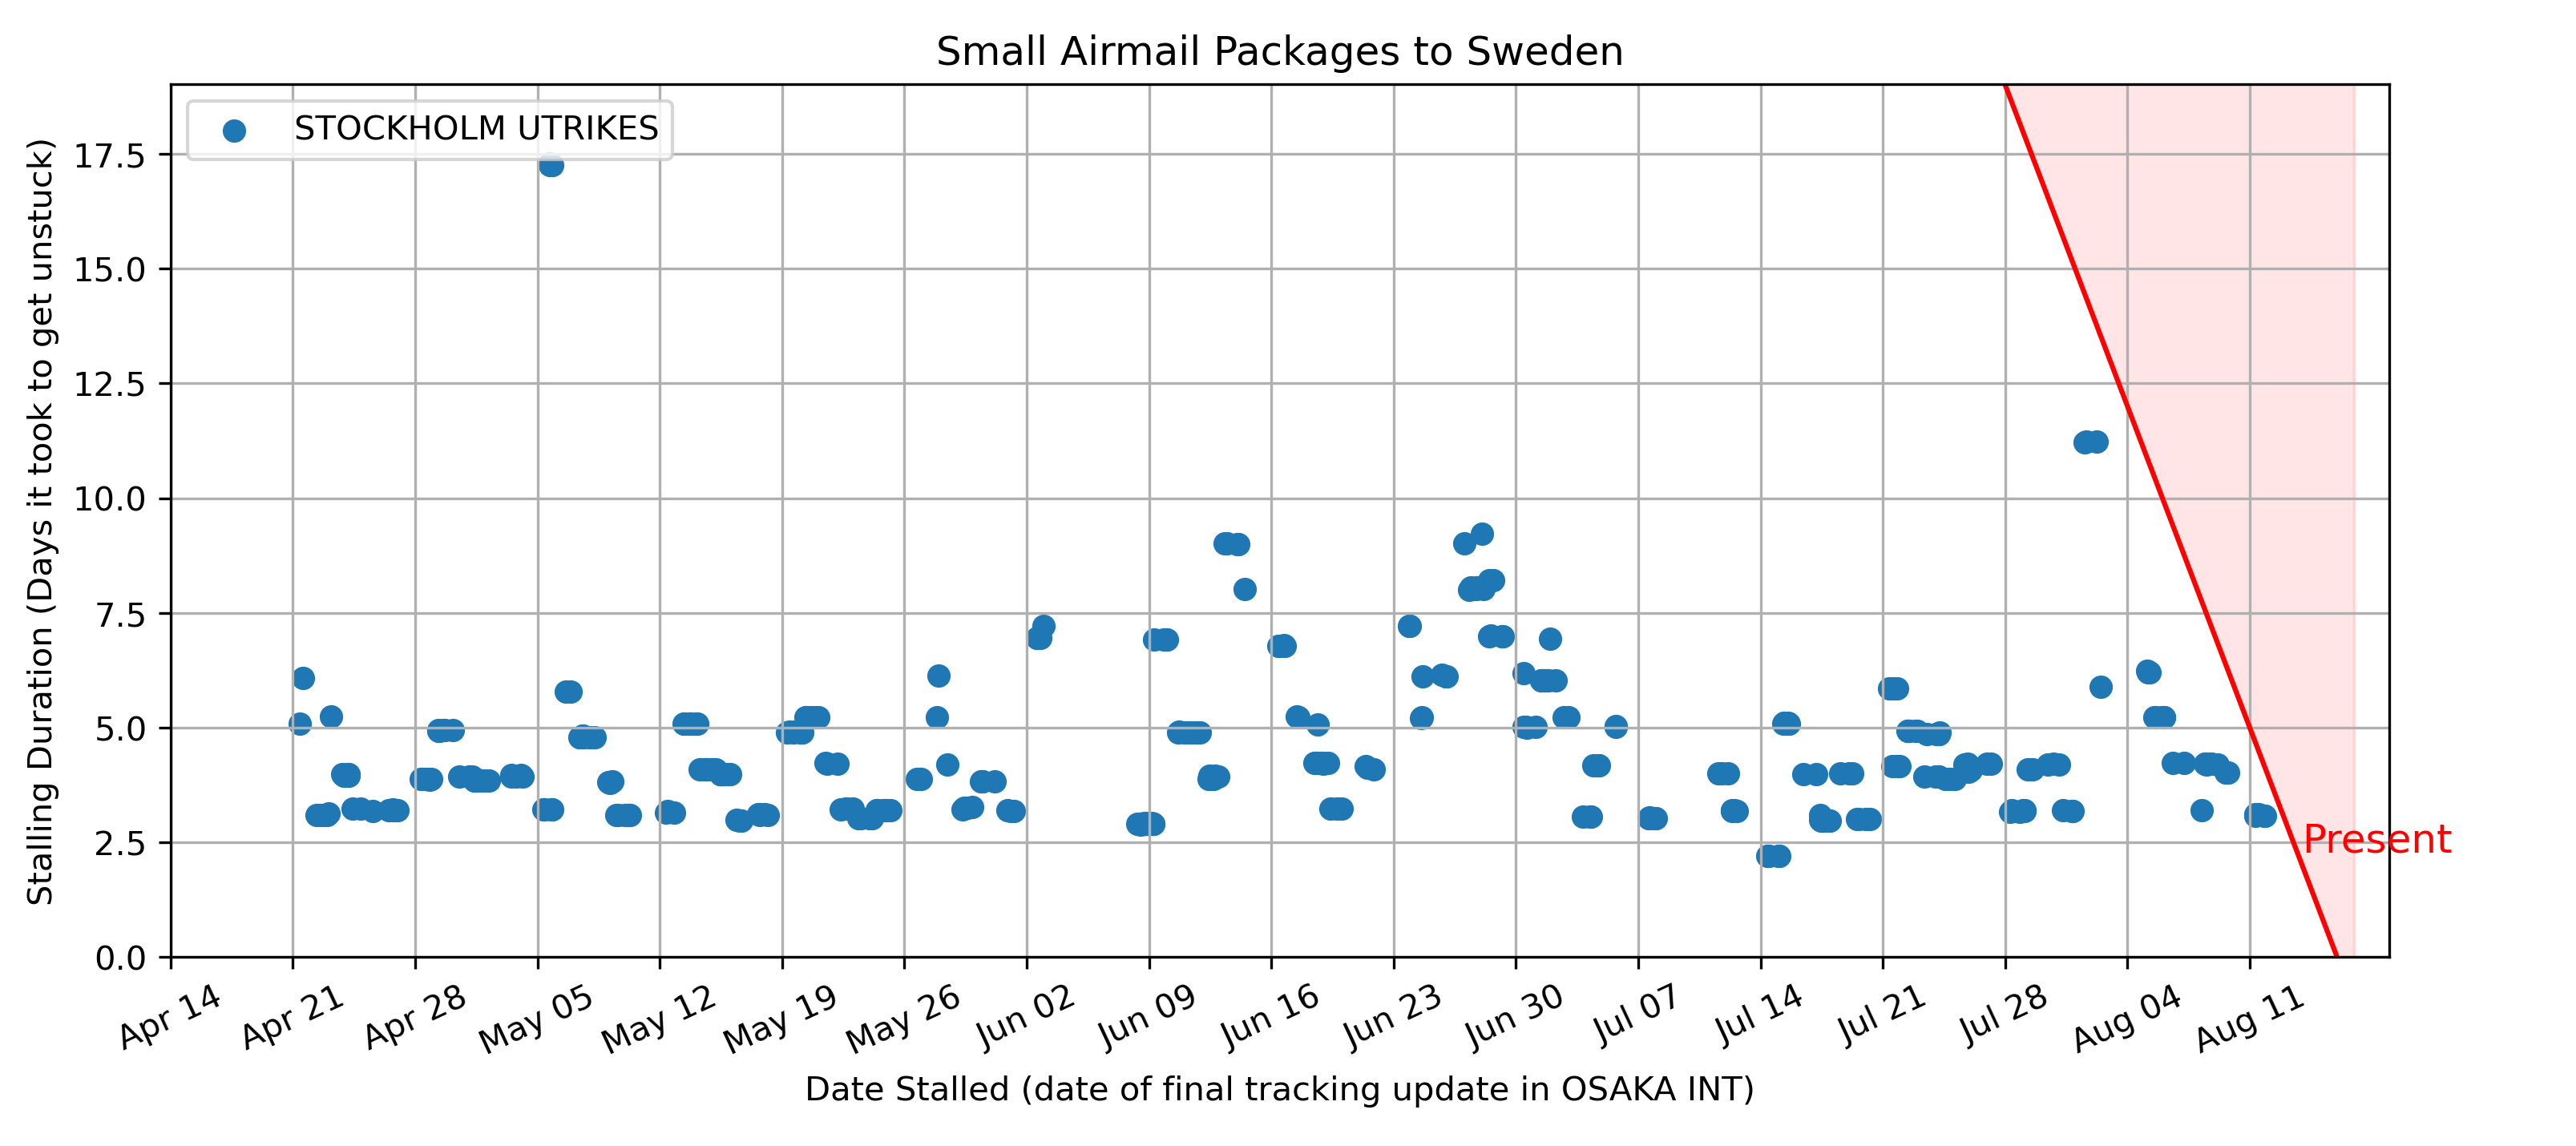 Small Airmail Packages to Sweden
STOCKHOLM UTRIKES
Stalling Duration (Days it took to get unstuck)
17.5
15.0
12.5
10.0
7.5
5.0
2.5
0.0
Present
Apr 14
Apr 21
Apr 28
May 05
May 12
May 19
May 26
Jun 02
Jun 09
Jun 16
Jun 23
Jun 30
Jul 07
Jul 14
Jul 21
Jul 28
Aug 04
Aug 11
Date Stalled (date of final tracking update in OSAKA INT)